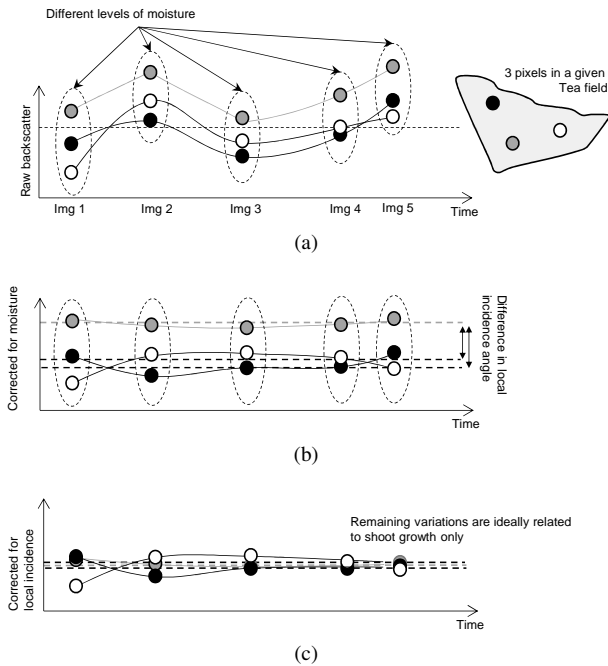 Different levels of moisture
3 pixels in a given
Tea field
Raw backscatter
Img 1
Img 2
Img 3
Img 4
Img 5
Time
(a)
Corrected for moisture
Difference in local
incidence angle
Time
(b)
Corrected for
local incidence
Remaining variations are ideally related
to shoot growth only
Time
(c)